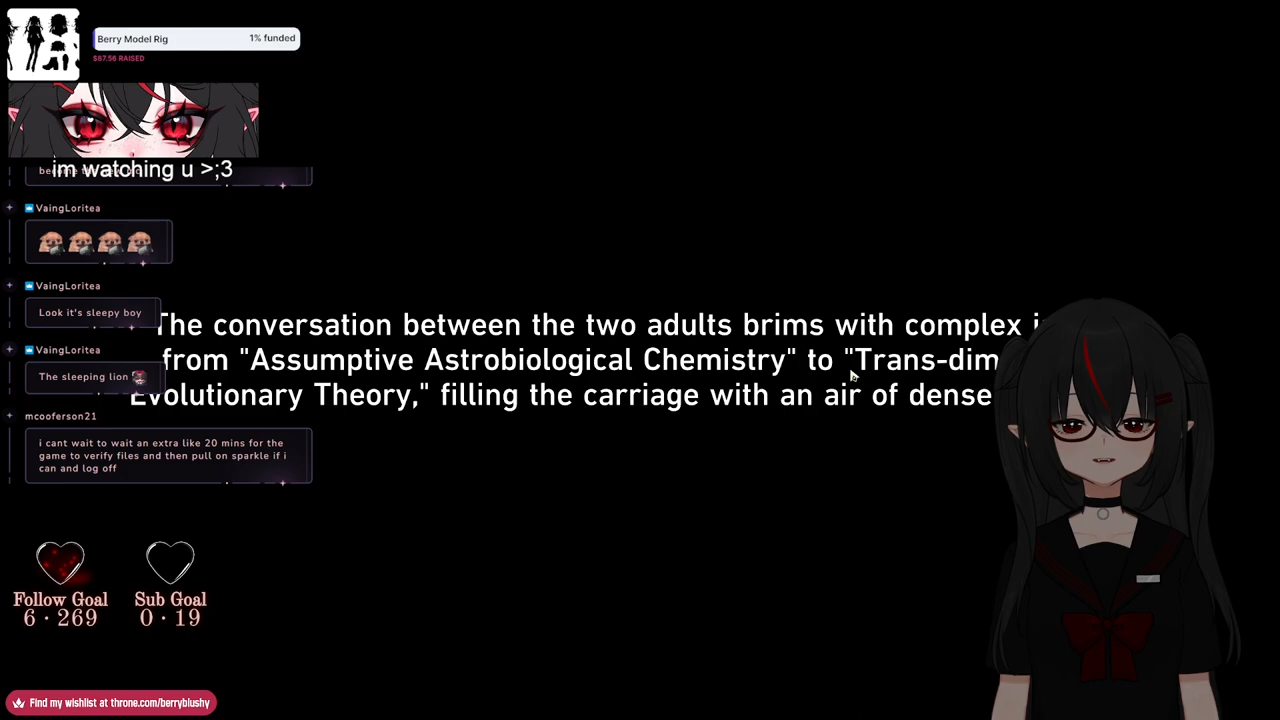 Berry Model Rig
1% funded
$87.56 RAISED
im watching u >;3
VaingLoritea
VaingLoritea
Look it's sleepy boy
VaingLoritea
The sleeping lion
mcooferson21
i cant wait to wait an extra like 20 mins for the
game to verify files and then pull on sparkle if i
can and log off
The conversation between the two adults brims with complex
from "Assumptive Astrobiological Chemistry" to "Trans-dim
Evolutionary Theory," filling the carriage with an air of dense
Follow Goal
6 · 269
Sub Goal
0 · 19
Find my wishlist at throne.com/berryblushy